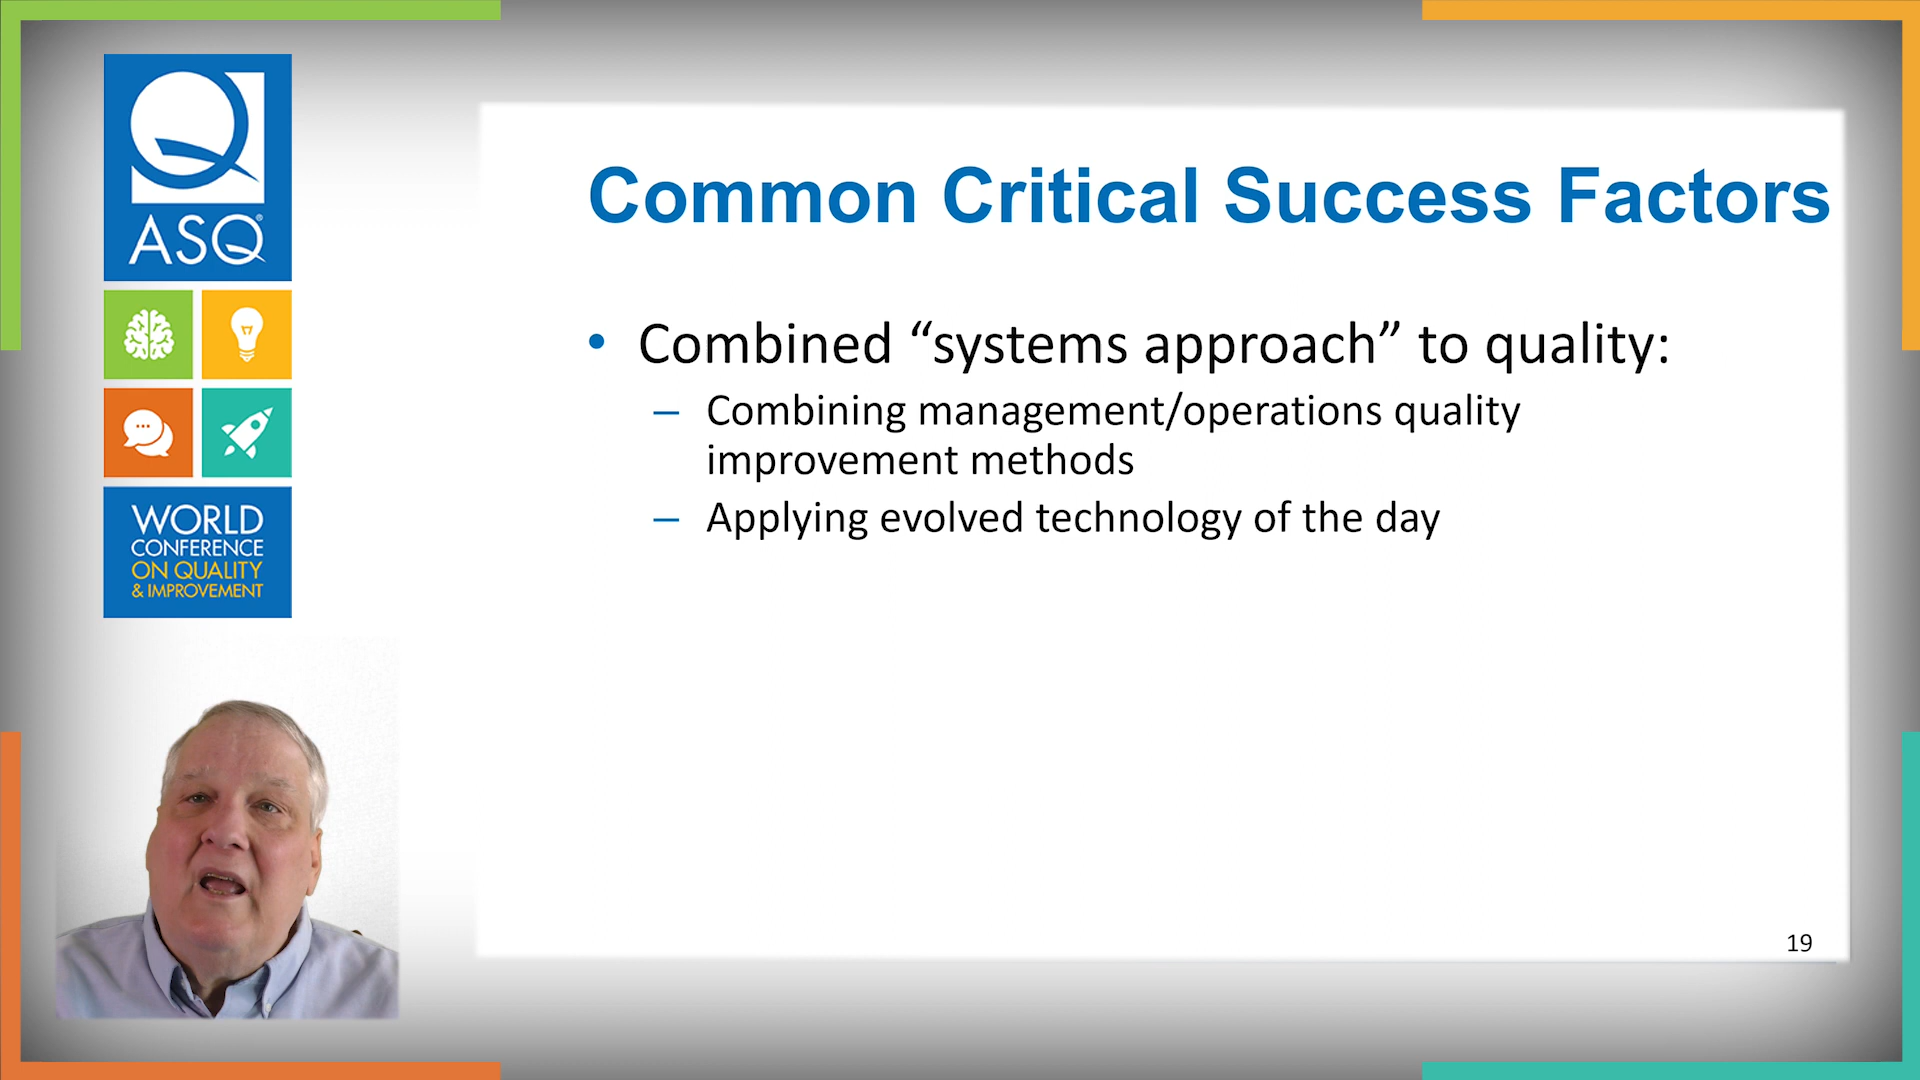 ASQ
WORLD
CONFERENCE
ON QUALITY
& IMPROVEMENT
Common Critical Success Factors
• Combined “systems approach” to quality:
– Combining management/operations quality
improvement methods
– Applying evolved technology of the day
19